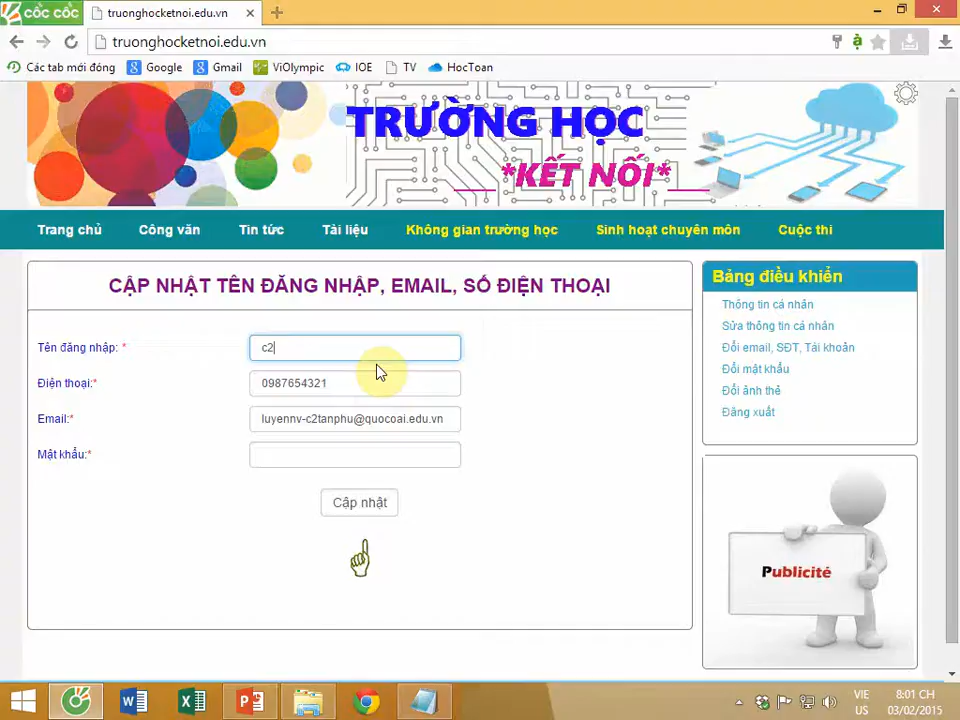 CỐC CỐC
truonghocketnoi.edu.vn
truonghocketnoi.edu.vn
Các tab mới đóng
Google
Gmail
ViOlympic
IOE
TV
HocToan
TRƯỜNG HỌC
*KẾT NỐI*
Trang chủ
Công văn
Tin tức
Tài liệu
Không gian trường học
Sinh hoạt chuyên môn
Cuộc thi
CẬP NHẬT TÊN ĐĂNG NHẬP, EMAIL, SỐ ĐIỆN THOẠI
Tên đăng nhập: *
c2
Điện thoại:*
0987654321
Email:*
luyennv-c2tanphu@quocoai.edu.vn
Mật khẩu:*
Cập nhật
Bảng điều khiển
Thông tin cá nhân
Sửa thông tin cá nhân
Đổi email, SĐT, Tài khoản
Đổi mật khẩu
Đổi ảnh thẻ
Đăng xuất
Publicité
VIE
US
8:01 CH
03/02/2015